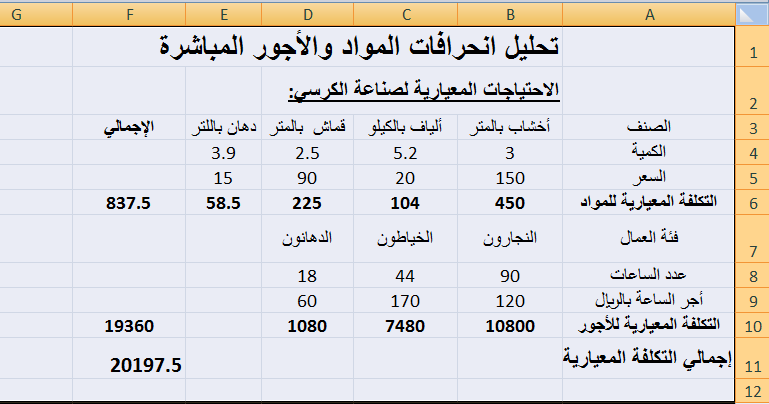 G F E D C B A
1 تحليل انحرافات المواد والأجور المباشرة
2 الاحتياجات المعيارية لصناعة الكرسي:
3 الصنف أخشاب بالمتر ألياف بالكيلو قماش بالمتر دهان باللتر الإجمالي
4 الكمية 3 5.2 2.5 3.9
5 السعر 150 20 90 15
6 التكلفة المعيارية للمواد 450 104 225 58.5 837.5
7 فئة العمال النجارون الخياطون الدهانون
8 عدد الساعات 90 44 18
9 أجر الساعة بالريال 120 170 60
10 التكلفة المعيارية للأجور 10800 7480 1080 19360
11 إجمالي التكلفة المعيارية 20197.5
12